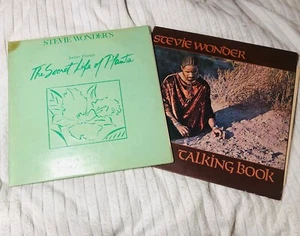 STEVIE WONDER'S
The Secret Life of Plants
STEVIE WONDER
TALKING BOOK